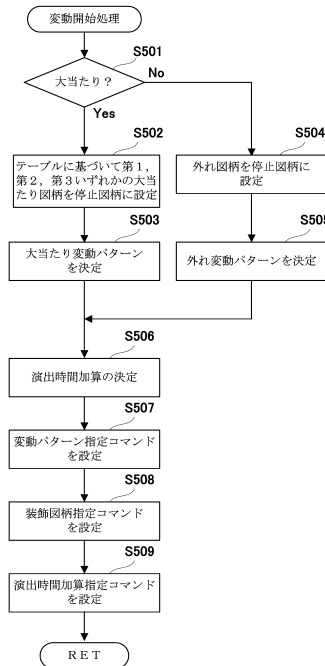 変動開始処理
S501
大当たり？
No
Yes
S502
テーブルに基づいて第１，
第２，第３いずれかの大当
たり図柄を停止図柄に設定
S504
外れ図柄を停止図柄に
設定
S503
大当たり変動パターン
を決定
S505
外れ変動パターンを決定
S506
演出時間加算の決定
S507
変動パターン指定コマンド
を設定
S508
装飾図柄指定コマンド
を設定
S509
演出時間加算指定コマンド
を設定
ＲＥＴ